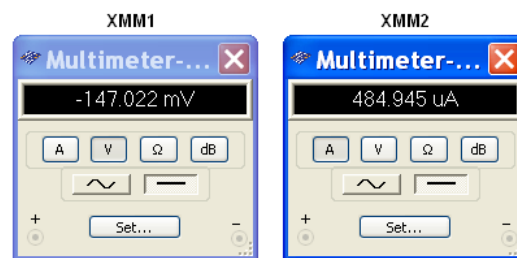 XMM1 XMM2
Multimeter-... Multimeter-...
-147.022 mV 484.945 uA
A V Ω dB A V Ω dB
+ Set... - + Set... -